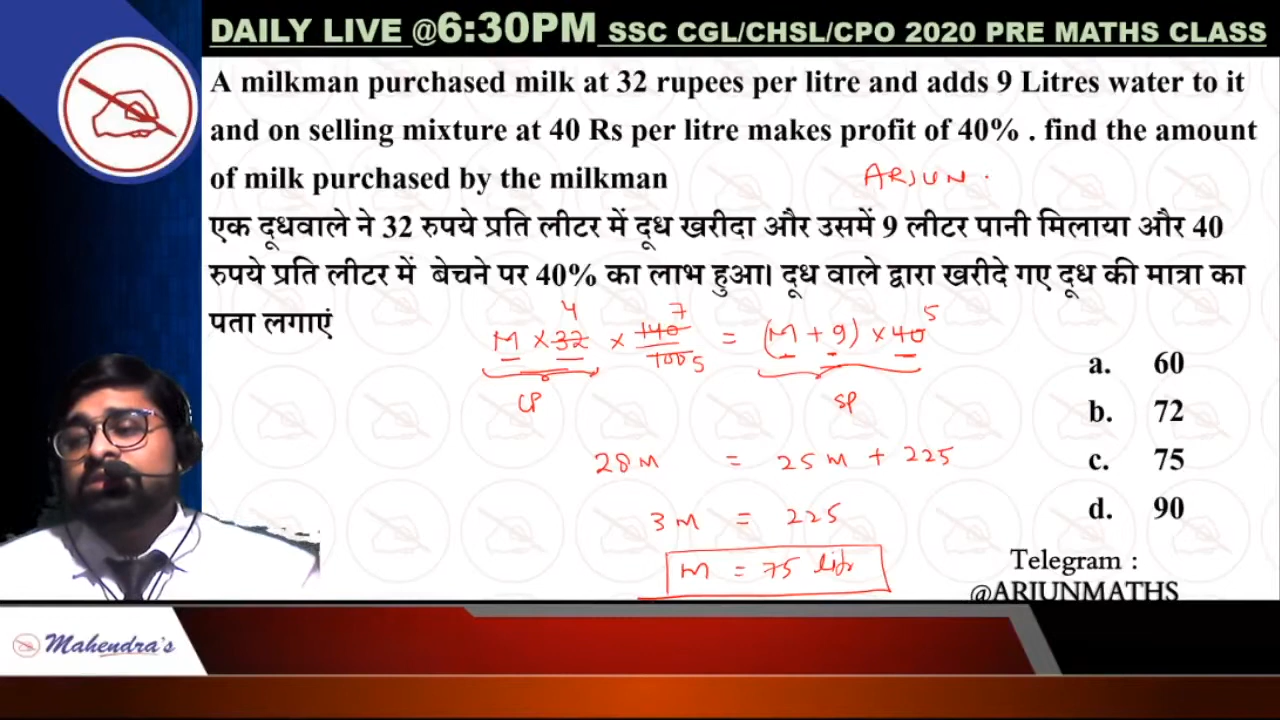 DAILY LIVE @6:30PM SSC CGL/CHSL/CPO 2020 PRE MATHS CLASS
A milkman purchased milk at 32 rupees per litre and adds 9 Litres water to it
and on selling mixture at 40 Rs per litre makes profit of 40% . find the amount
of milk purchased by the milkman
ARJUN .
एक दूधवाले ने 32 रुपये प्रति लीटर में दूध खरीदा और उसमें 9 लीटर पानी मिलाया और 40
रुपये प्रति लीटर में बेचने पर 40% का लाभ हुआ। दूध वाले द्वारा खरीदे गए दूध की मात्रा का
पता लगाएं
4 7 5
M × 32 × 140/100 = (M + 9) × 40
5
CP SP
28M = 25M + 225
3M = 225
M = 75 litr
a. 60
b. 72
c. 75
d. 90
Telegram :
@ARJUNMATHS
Mahendra's